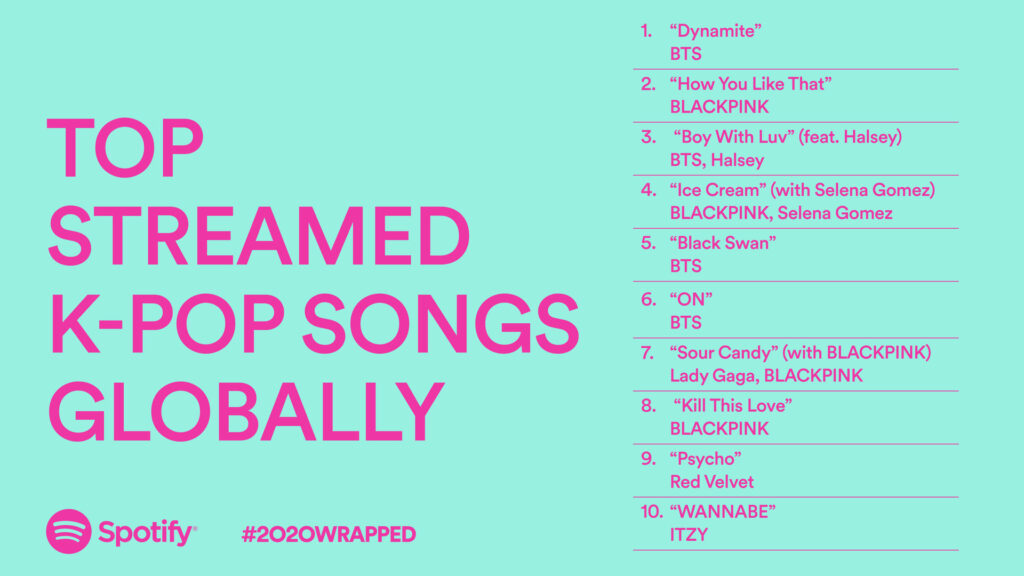 TOP
STREAMED
K-POP SONGS
GLOBALLY
Spotify®
#2020WRAPPED
1. “Dynamite”
BTS
2. “How You Like That”
BLACKPINK
3. “Boy With Luv” (feat. Halsey)
BTS, Halsey
4. “Ice Cream” (with Selena Gomez)
BLACKPINK, Selena Gomez
5. “Black Swan”
BTS
6. “ON”
BTS
7. “Sour Candy” (with BLACKPINK)
Lady Gaga, BLACKPINK
8. “Kill This Love”
BLACKPINK
9. “Psycho”
Red Velvet
10. “WANNABE”
ITZY